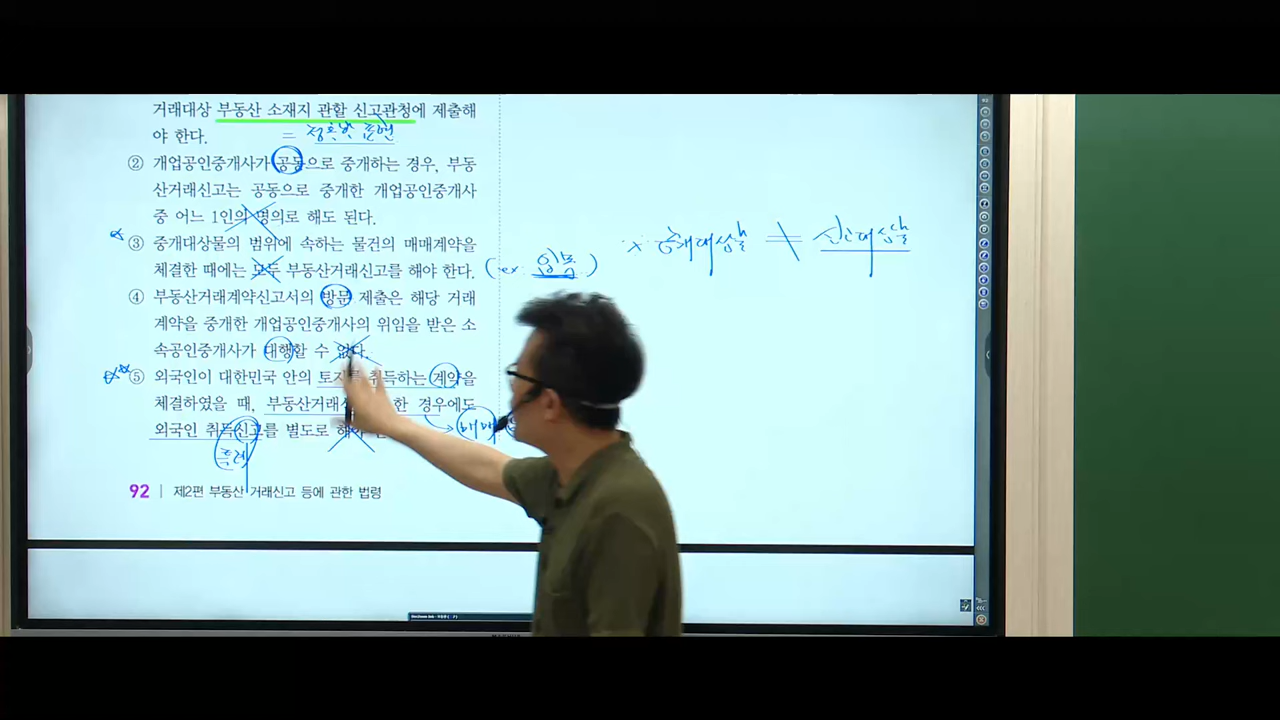 거래대상 부동산 소재지 관할 신고관청에 제출해
야 한다.
② 개업공인중개사가 공동으로 중개하는 경우, 부동
산거래신고는 공동으로 중개한 개업공인중개사
중 어느 1인의 명의로 해도 된다.
③ 중개대상물의 범위에 속하는 물건의 매매계약을
체결한 때에는 모두 부동산거래신고를 해야 한다. (ex. 입목)
④ 부동산거래계약신고서의 방문 제출은 해당 거래
계약을 중개한 개업공인중개사의 위임을 받은 소
속공인중개사가 대행할 수 없다.
⑤ 외국인이 대한민국 안의 토지를 취득하는 계약을
체결하였을 때, 부동산거래 한 경우에도
외국인 취득신고를 별도로 해야 매매
특례
92 제2편 부동산 거래신고 등에 관한 법령
중개대상물 ≠ 신고대상물